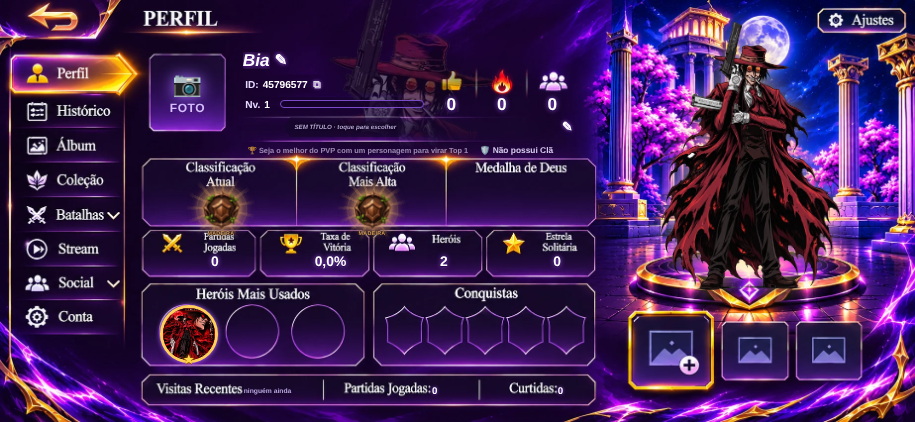 PERFIL
Ajustes
Perfil
Histórico
Álbum
Coleção
Batalhas
Stream
Social
Conta
FOTO
Bia
ID: 45796577
Nv. 1
0
0
0
SEM TÍTULO · toque para escolher
Seja o melhor do PVP com um personagem para virar Top 1
Não possui Clã
Classificação
Atual
Classificação
Mais Alta
MADEIRA
Medalha de Deus
Partidas
Jogadas
0
Taxa de
Vitória
0,0%
Heróis
2
Estrela
Solitária
0
Heróis Mais Usados
Conquistas
Visitas Recentes ninguém ainda
Partidas Jogadas: 0
Curtidas: 0